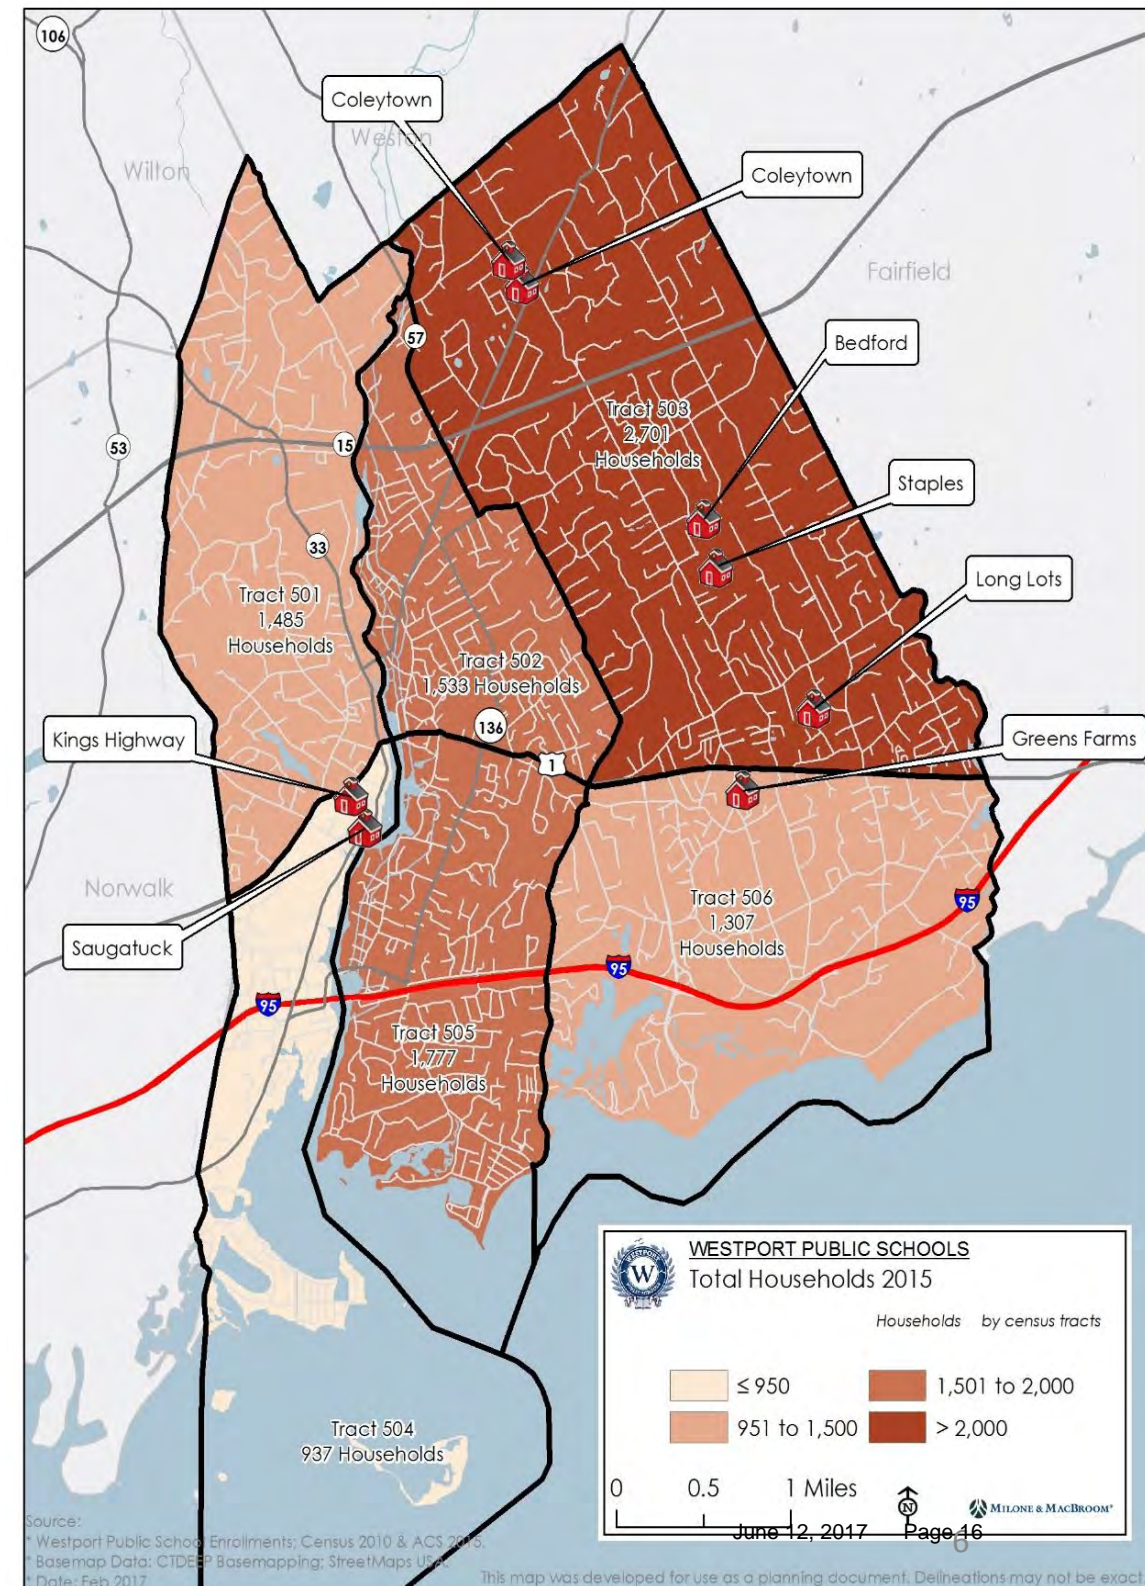 106
Coleytown
Weston
Wilton
Coleytown
Fairfield
57
Bedford
Tract 503
2,701
Households
53
15
Staples
33
Long Lots
Tract 501
1,485
Households
Tract 502
1,533 Households
136
Kings Highway
Greens Farms
1
Norwalk
Tract 506
1,307
Households
95
Saugatuck
95
95
Tract 505
1,777
Households
WESTPORT
W
WESTPORT PUBLIC SCHOOLS
Total Households 2015
Households by census tracts
≤ 950
1,501 to 2,000
951 to 1,500
> 2,000
Tract 504
937 Households
0 0.5 1 Miles
N
MILONE & MACBROOM®
June 12, 2017 Page 16
6
Source:
* Westport Public School Enrollments; Census 2010 & ACS 2015.
* Basemap Data: CTDEEP Basemapping; StreetMaps USA.
* Date: Feb 2017
This map was developed for use as a planning document. Delineations may not be exact